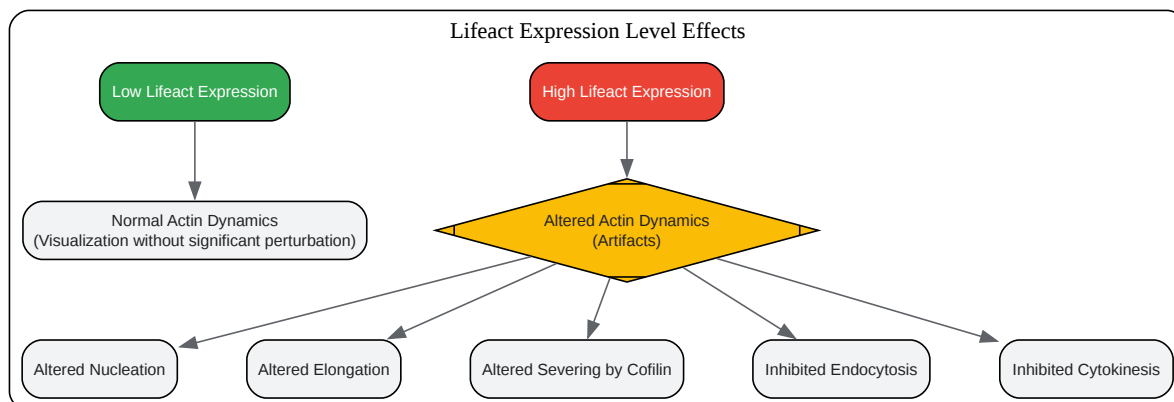 Lifeact Expression Level Effects
Low Lifeact Expression
High Lifeact Expression
Normal Actin Dynamics
(Visualization without significant perturbation)
Altered Actin Dynamics
(Artifacts)
Altered Nucleation
Altered Elongation
Altered Severing by Cofilin
Inhibited Endocytosis
Inhibited Cytokinesis